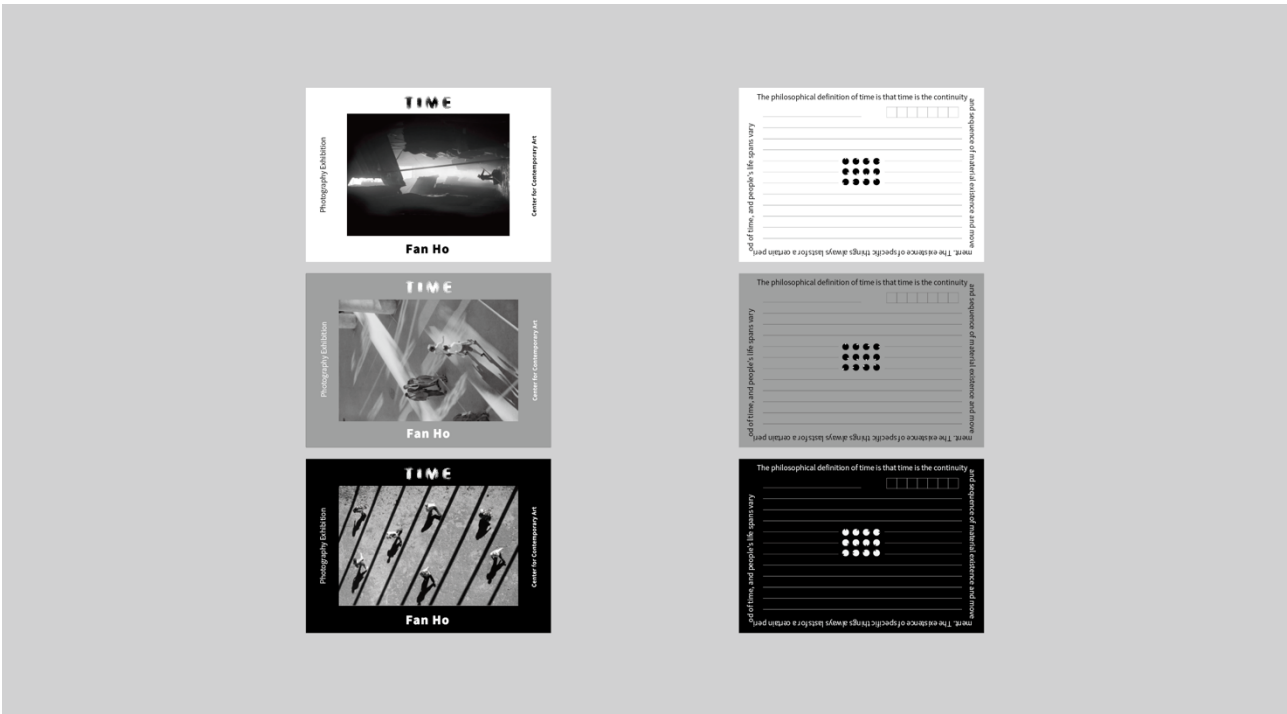 TIME
Photography Exhibition
Center for Contemporary Art
Fan Ho
The philosophical definition of time is that time is the continuity
and sequence of material existence and move
ment. The existence of specific things always lasts for a certain peri
od of time, and people's life spans vary
TIME
Photography Exhibition
Center for Contemporary Art
Fan Ho
The philosophical definition of time is that time is the continuity
and sequence of material existence and move
ment. The existence of specific things always lasts for a certain peri
od of time, and people's life spans vary
TIME
Photography Exhibition
Center for Contemporary Art
Fan Ho
The philosophical definition of time is that time is the continuity
and sequence of material existence and move
ment. The existence of specific things always lasts for a certain peri
od of time, and people's life spans vary